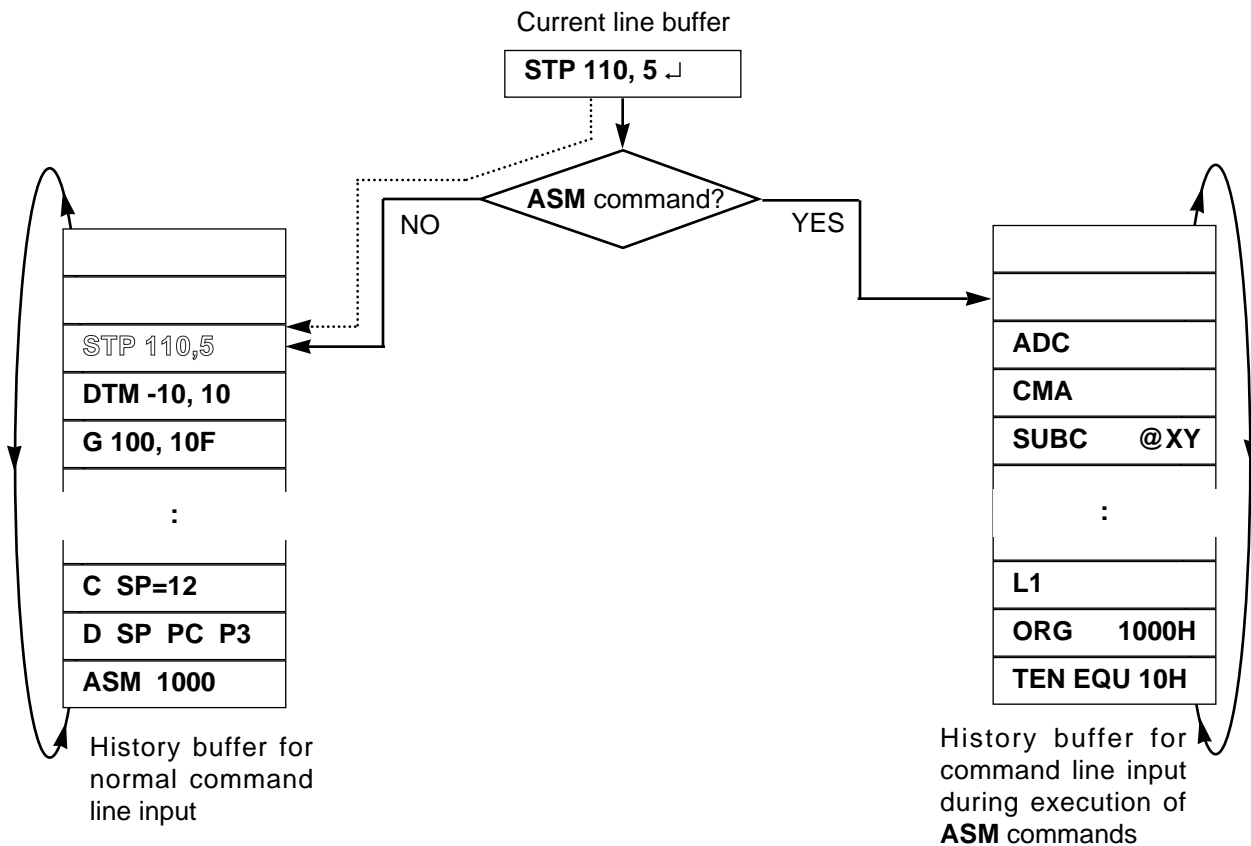 Current line buffer
STP 110, 5 ↵
ASM command?
NO
YES
STP 110,5
DTM -10, 10
G 100, 10F
:
C SP=12
D SP PC P3
ASM 1000
History buffer for
normal command
line input
ADC
CMA
SUBC @XY
:
L1
ORG 1000H
TEN EQU 10H
History buffer for
command line input
during execution of
ASM commands